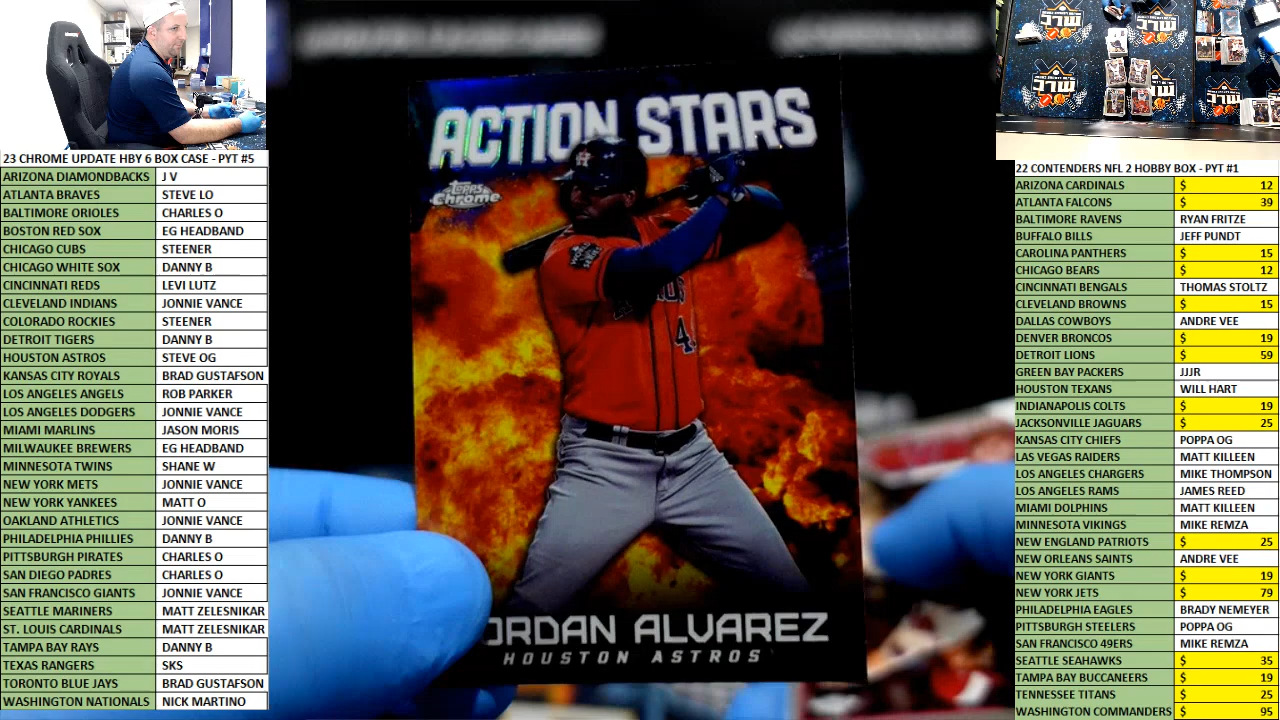 23 CHROME UPDATE HBY 6 BOX CASE - PYT #5
ARIZONA DIAMONDBACKS J V
ATLANTA BRAVES STEVE LO
BALTIMORE ORIOLES CHARLES O
BOSTON RED SOX EG HEADBAND
CHICAGO CUBS STEENER
CHICAGO WHITE SOX DANNY B
CINCINNATI REDS LEVI LUTZ
CLEVELAND INDIANS JONNIE VANCE
COLORADO ROCKIES STEENER
DETROIT TIGERS DANNY B
HOUSTON ASTROS STEVE OG
KANSAS CITY ROYALS BRAD GUSTAFSON
LOS ANGELES ANGELS ROB PARKER
LOS ANGELES DODGERS JONNIE VANCE
MIAMI MARLINS JASON MORIS
MILWAUKEE BREWERS EG HEADBAND
MINNESOTA TWINS SHANE W
NEW YORK METS JONNIE VANCE
NEW YORK YANKEES MATT O
OAKLAND ATHLETICS JONNIE VANCE
PHILADELPHIA PHILLIES DANNY B
PITTSBURGH PIRATES CHARLES O
SAN DIEGO PADRES CHARLES O
SAN FRANCISCO GIANTS JONNIE VANCE
SEATTLE MARINERS MATT ZELESNIKAR
ST. LOUIS CARDINALS MATT ZELESNIKAR
TAMPA BAY RAYS DANNY B
TEXAS RANGERS SKS
TORONTO BLUE JAYS BRAD GUSTAFSON
WASHINGTON NATIONALS NICK MARTINO
ACTION STARS
Topps
Chrome
4
ORDAN ALVAREZ
HOUSTON ASTROS
22 CONTENDERS NFL 2 HOBBY BOX - PYT #1
ARIZONA CARDINALS $ 12
ATLANTA FALCONS $ 39
BALTIMORE RAVENS RYAN FRITZE
BUFFALO BILLS JEFF PUNDT
CAROLINA PANTHERS $ 15
CHICAGO BEARS $ 12
CINCINNATI BENGALS THOMAS STOLTZ
CLEVELAND BROWNS $ 15
DALLAS COWBOYS ANDRE VEE
DENVER BRONCOS $ 19
DETROIT LIONS $ 59
GREEN BAY PACKERS JJJR
HOUSTON TEXANS WILL HART
INDIANAPOLIS COLTS $ 19
JACKSONVILLE JAGUARS $ 25
KANSAS CITY CHIEFS POPPA OG
LAS VEGAS RAIDERS MATT KILLEEN
LOS ANGELES CHARGERS MIKE THOMPSON
LOS ANGELES RAMS JAMES REED
MIAMI DOLPHINS MATT KILLEEN
MINNESOTA VIKINGS MIKE REMZA
NEW ENGLAND PATRIOTS $ 25
NEW ORLEANS SAINTS ANDRE VEE
NEW YORK GIANTS $ 19
NEW YORK JETS $ 79
PHILADELPHIA EAGLES BRADY NEMEYER
PITTSBURGH STEELERS POPPA OG
SAN FRANCISCO 49ERS MIKE REMZA
SEATTLE SEAHAWKS $ 35
TAMPA BAY BUCCANEERS $ 19
TENNESSEE TITANS $ 25
WASHINGTON COMMANDERS $ 95